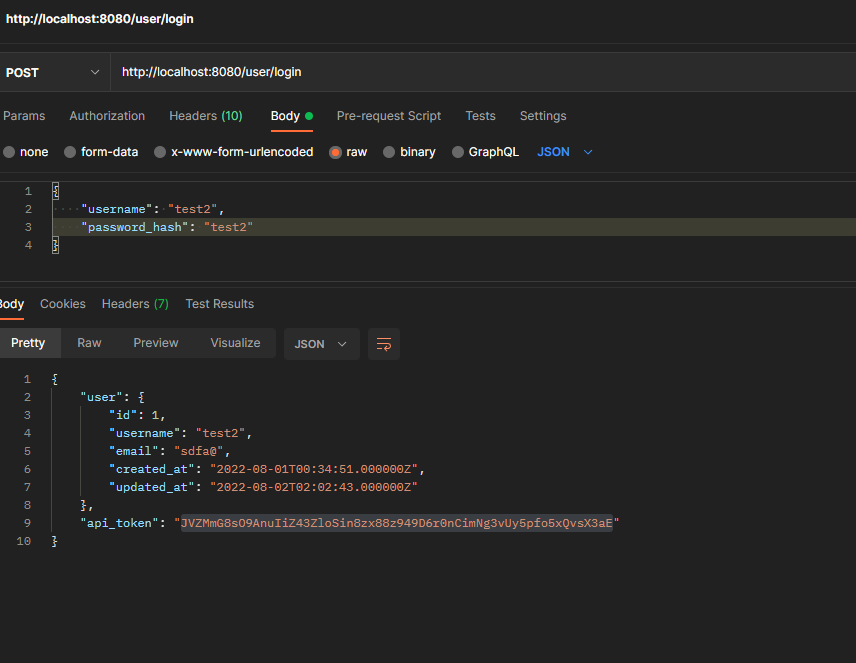 http://localhost:8080/user/login
POST http://localhost:8080/user/login
Params Authorization Headers (10) Body Pre-request Script Tests Settings
none form-data x-www-form-urlencoded raw binary GraphQL JSON
1 {
2 "username": "test2",
3 "password_hash": "test2"
4 }
Body Cookies Headers (7) Test Results
Pretty Raw Preview Visualize JSON
1 {
2 "user": {
3 "id": 1,
4 "username": "test2",
5 "email": "sdfa@",
6 "created_at": "2022-08-01T00:34:51.000000Z",
7 "updated_at": "2022-08-02T02:02:43.000000Z"
8 },
9 "api_token": "JVZMmG8sO9AnuIiZ43ZloSin8zx88z949D6r0nCimNg3vUy5pfo5xQvsX3aE"
10 }